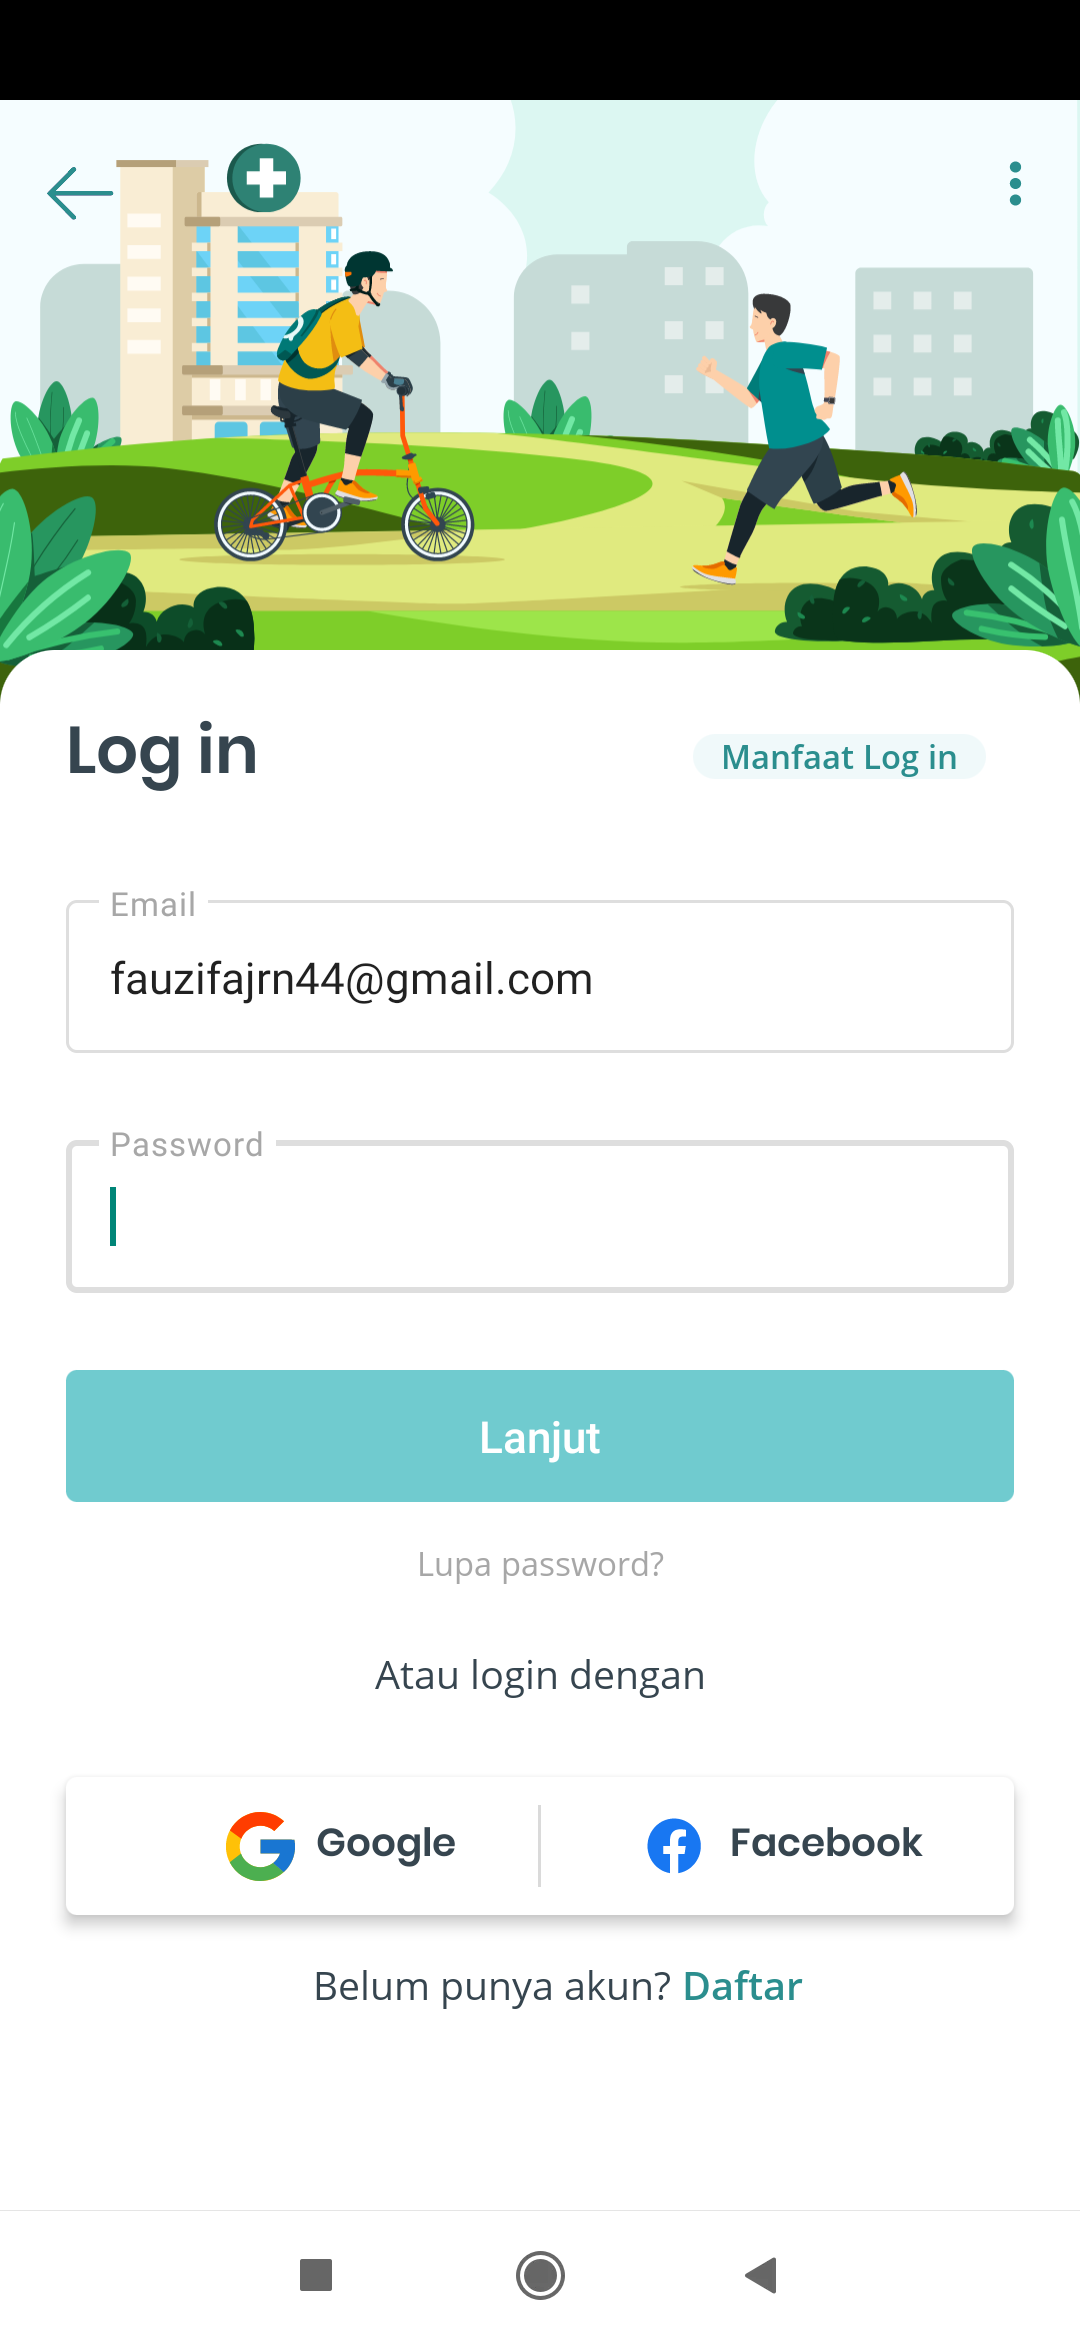 Log in
Manfaat Log in
Email
fauzifajrn44@gmail.com
Password
Lanjut
Lupa password?
Atau login dengan
Google
Facebook
Belum punya akun? Daftar